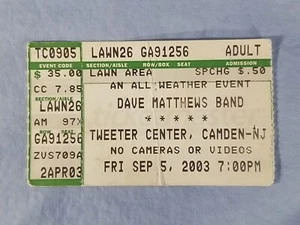 TC0905 LAWN26 GA91256 ADULT
EVENT CODE SECTION/AISLE ROW/BOX SEAT ADMISSION
$ 35.00 LAWN AREA SPCHG $.50
AN ALL WEATHER EVENT
CC 7.85 DAVE MATTHEWS BAND
SECTION/AISLE
LAWN26 * * * * *
AM 97X TWEETER CENTER, CAMDEN-NJ
GA91256 NO CAMERAS OR VIDEOS
ZVS709A FRI SEP 5, 2003 7:00PM
2APR03